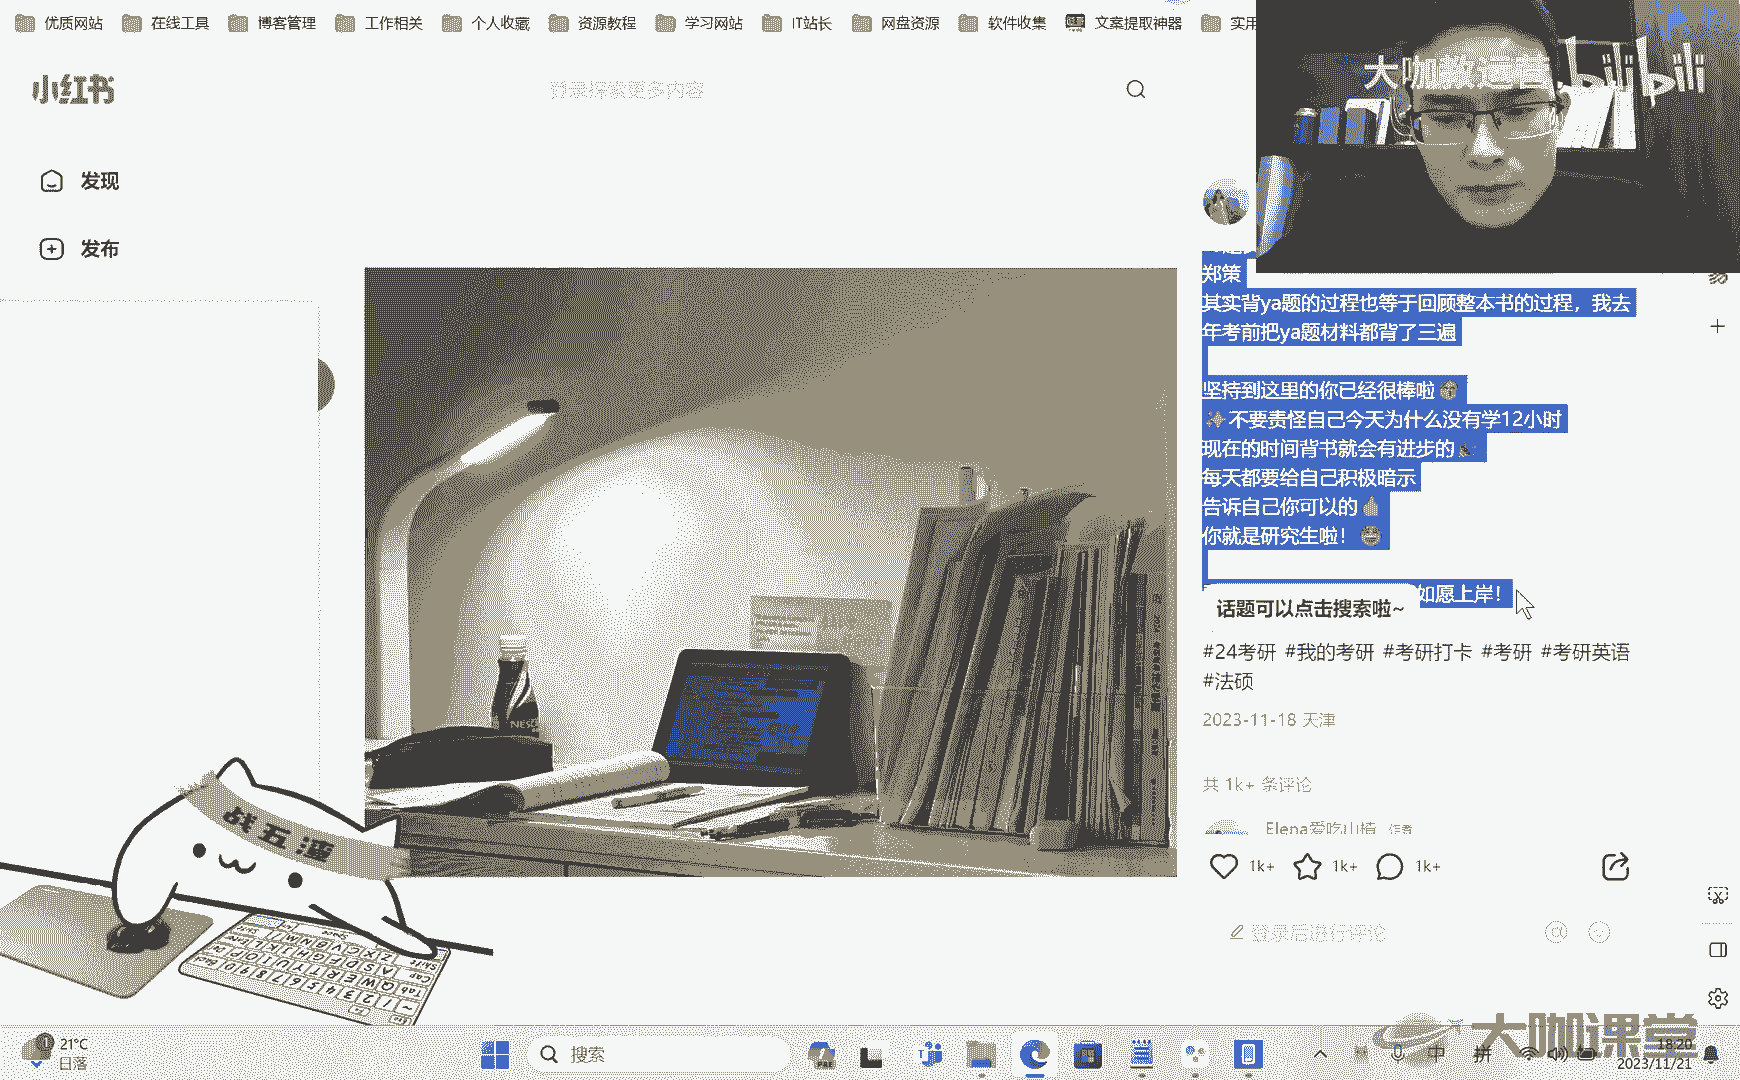 优质网站 在线工具 博客管理 工作相关 个人收藏 资源教程 学习网站 IT站长 网盘资源 软件收集 文案提取神器 实用
小红书
登录探索更多内容
大咖教运营 bilibili
发现
发布
郑策
其实背ya题的过程也等于回顾整本书的过程，我去
年考前把ya题材料都背了三遍
坚持到这里的你已经很棒啦
不要责怪自己今天为什么没有学12小时
现在的时间背书就会有进步的
每天都要给自己积极暗示
告诉自己你可以的
你就是研究生啦！
如愿上岸！
话题可以点击搜索啦~
#24考研 #我的考研 #考研打卡 #考研 #考研英语
#法硕
2023-11-18 天津
共 1k+ 条评论
Elena爱吃山楂 作者
1k+ 1k+ 1k+
登录后进行评论
战五渣
NESC
大咖课堂
21°C
日落
搜索
中 拼
18:20
2023/11/21